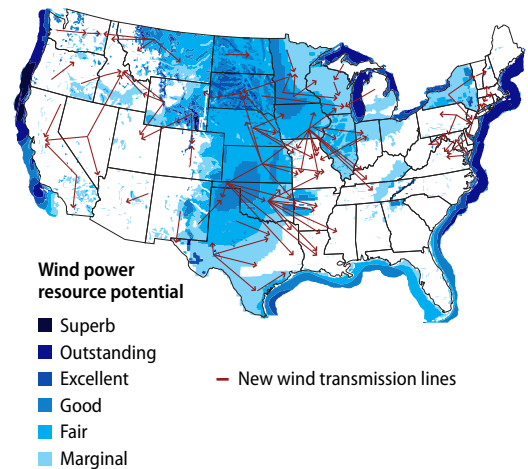 Wind power
resource potential
Superb
Outstanding
Excellent
Good
Fair
Marginal
New wind transmission lines